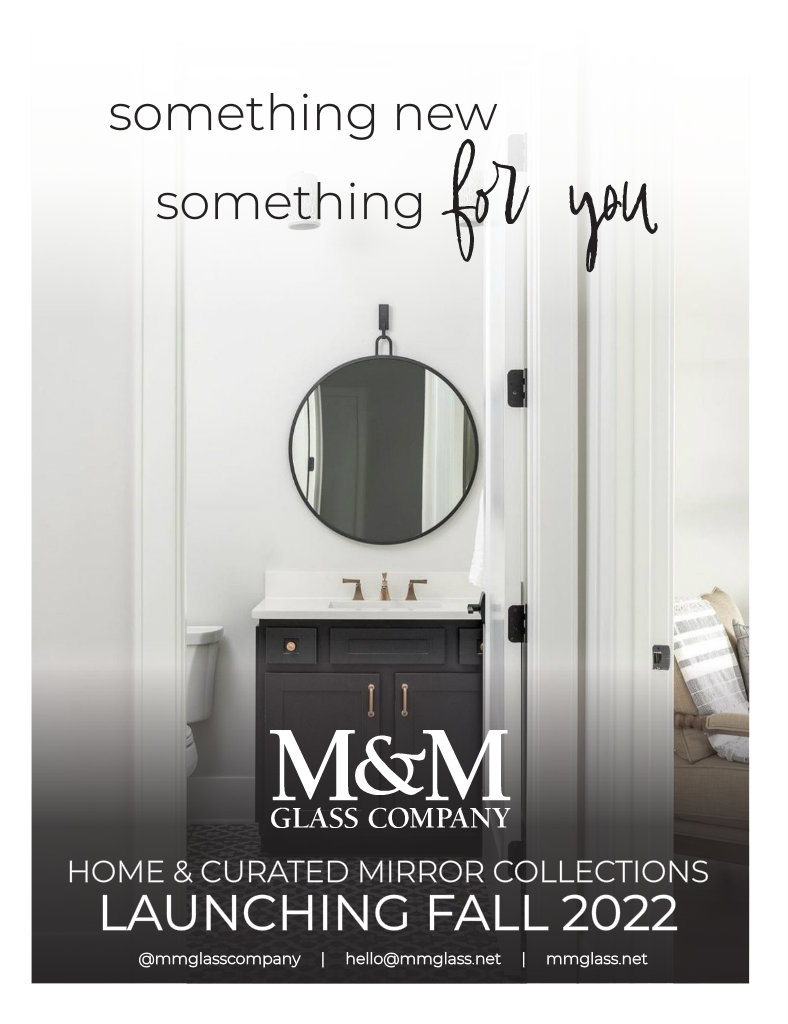 something new
something for you
M&M
GLASS COMPANY
HOME & CURATED MIRROR COLLECTIONS
LAUNCHING FALL 2022
@mmglasscompany | hello@mmglass.net | mmglass.net